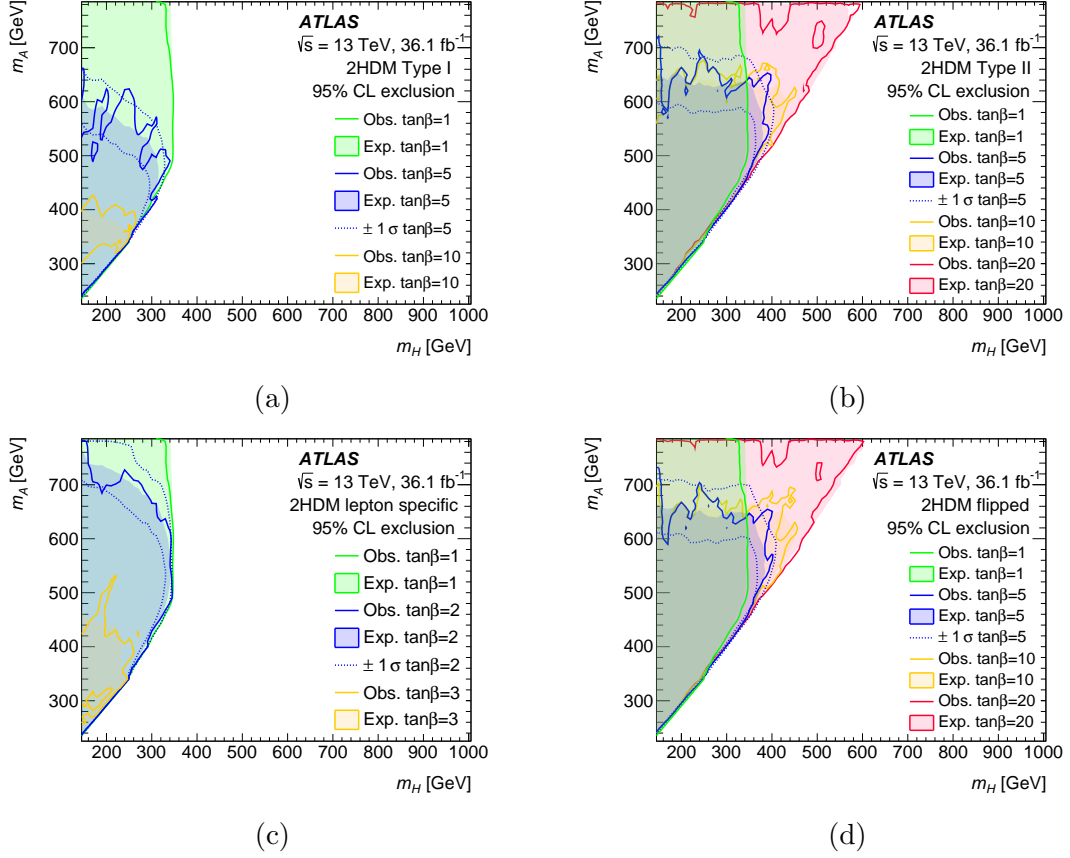 ATLAS
√s = 13 TeV, 36.1 fb⁻¹
2HDM Type I
95% CL exclusion
Obs. tanβ=1
Exp. tanβ=1
Obs. tanβ=5
Exp. tanβ=5
± 1 σ tanβ=5
Obs. tanβ=10
Exp. tanβ=10
m_A [GeV]
700
600
500
400
300
200 300 400 500 600 700 800 900 1000
m_H [GeV]
(a)
ATLAS
√s = 13 TeV, 36.1 fb⁻¹
2HDM Type II
95% CL exclusion
Obs. tanβ=1
Exp. tanβ=1
Obs. tanβ=5
Exp. tanβ=5
± 1 σ tanβ=5
Obs. tanβ=10
Exp. tanβ=10
Obs. tanβ=20
Exp. tanβ=20
m_A [GeV]
700
600
500
400
300
200 300 400 500 600 700 800 900 1000
m_H [GeV]
(b)
ATLAS
√s = 13 TeV, 36.1 fb⁻¹
2HDM lepton specific
95% CL exclusion
Obs. tanβ=1
Exp. tanβ=1
Obs. tanβ=2
Exp. tanβ=2
± 1 σ tanβ=2
Obs. tanβ=3
Exp. tanβ=3
m_A [GeV]
700
600
500
400
300
200 300 400 500 600 700 800 900 1000
m_H [GeV]
(c)
ATLAS
√s = 13 TeV, 36.1 fb⁻¹
2HDM flipped
95% CL exclusion
Obs. tanβ=1
Exp. tanβ=1
Obs. tanβ=5
Exp. tanβ=5
± 1 σ tanβ=5
Obs. tanβ=10
Exp. tanβ=10
Obs. tanβ=20
Exp. tanβ=20
m_A [GeV]
700
600
500
400
300
200 300 400 500 600 700 800 900 1000
m_H [GeV]
(d)